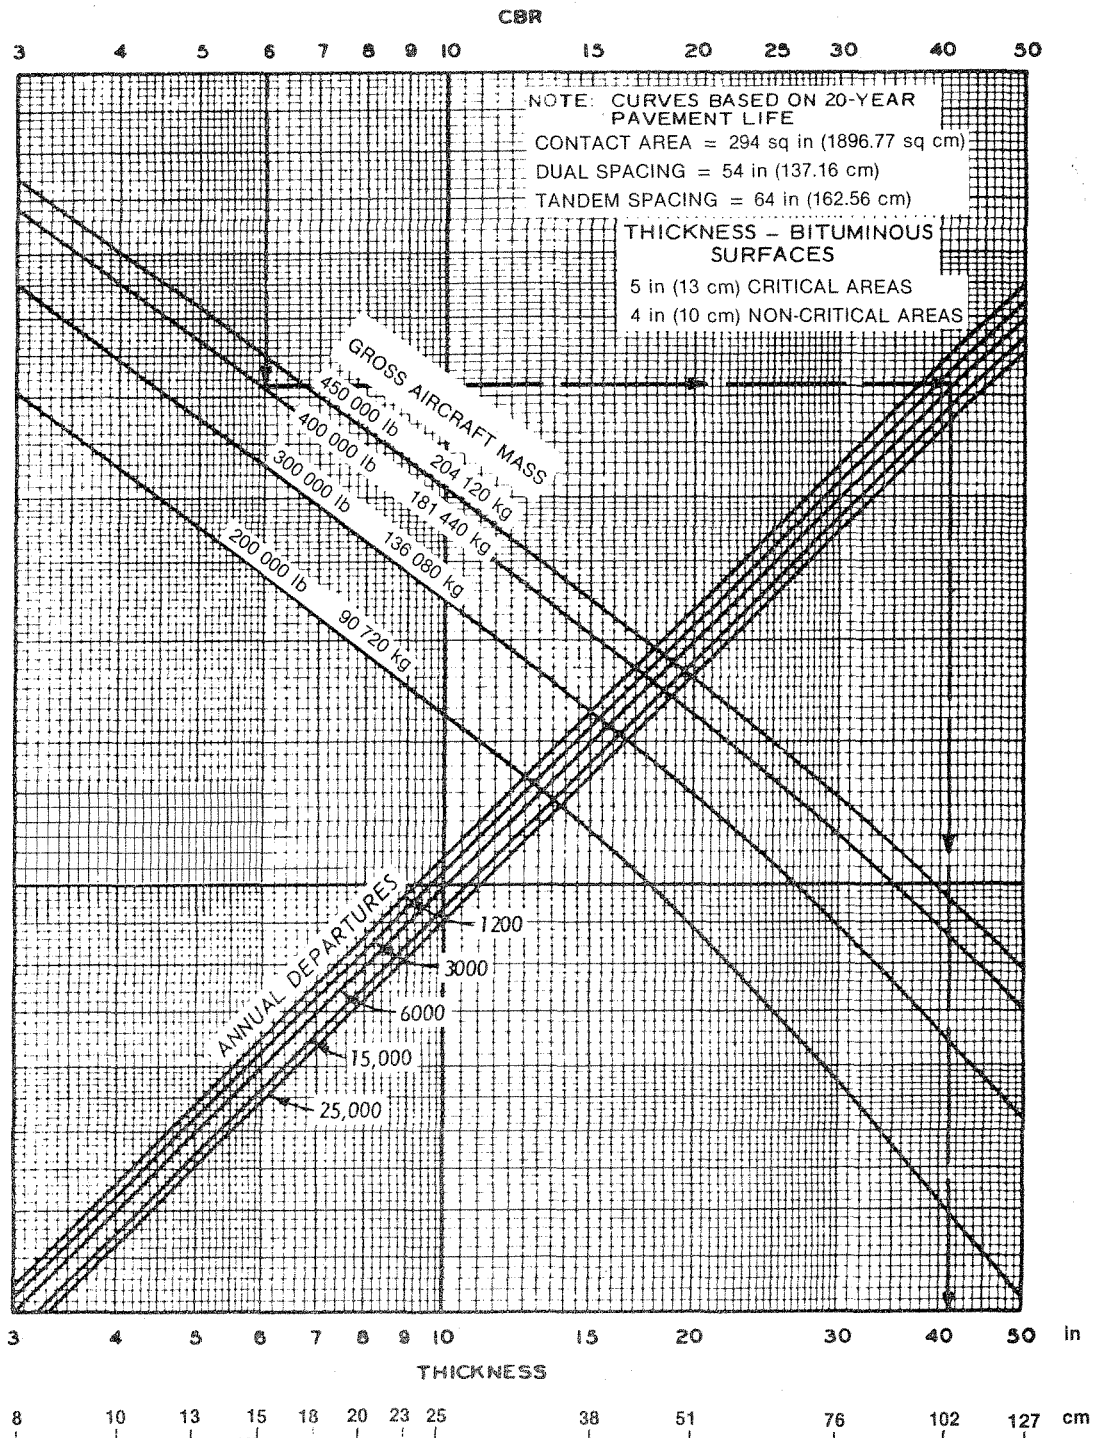 CBR
3 4 5 6 7 8 9 10 15 20 25 30 40 50
NOTE: CURVES BASED ON 20-YEAR
PAVEMENT LIFE
CONTACT AREA = 294 sq in (1896.77 sq cm)
DUAL SPACING = 54 in (137.16 cm)
TANDEM SPACING = 64 in (162.56 cm)
THICKNESS – BITUMINOUS
SURFACES
5 in (13 cm) CRITICAL AREAS
4 in (10 cm) NON-CRITICAL AREAS
GROSS AIRCRAFT MASS
450 000 lb 204 120 kg
400 000 lb 181 440 kg
300 000 lb 136 080 kg
200 000 lb 90 720 kg
ANNUAL DEPARTURES
1200
3000
6000
15,000
25,000
3 4 5 6 7 8 9 10 15 20 30 40 50 in
THICKNESS
8 10 13 15 18 20 23 25 38 51 76 102 127 cm